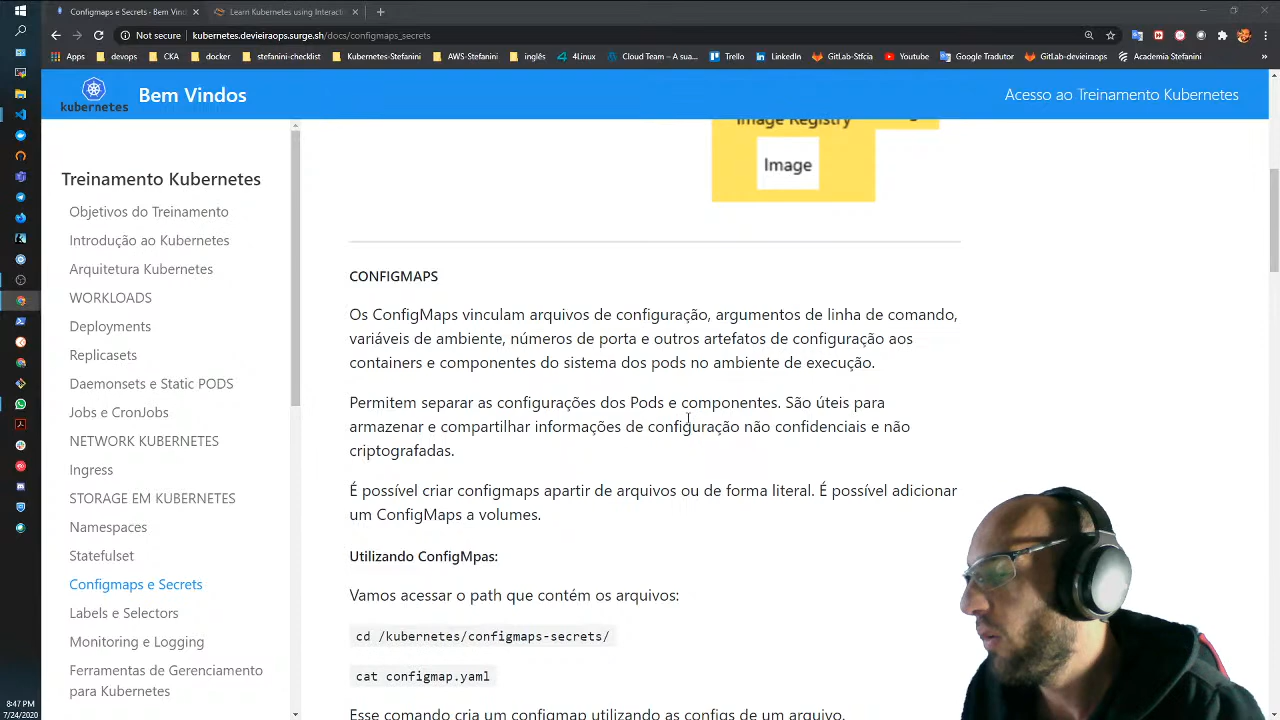 Configmaps e Secrets - Bem Vind
Learn Kubernetes using Interacti
Not secure
kubernetes.devieiraops.surge.sh/docs/configmaps_secrets
Apps
devops
CKA
docker
stefanini-checklist
Kubernetes-Stefanini
AWS-Stefanini
inglês
4Linux
Cloud Team – A sua...
Trello
LinkedIn
GitLab-Stfcia
Youtube
Google Tradutor
GitLab-devieiraops
Academia Stefanini
kubernetes
Bem Vindos
Acesso ao Treinamento Kubernetes
Treinamento Kubernetes
Objetivos do Treinamento
Introdução ao Kubernetes
Arquitetura Kubernetes
WORKLOADS
Deployments
Replicasets
Daemonsets e Static PODS
Jobs e CronJobs
NETWORK KUBERNETES
Ingress
STORAGE EM KUBERNETES
Namespaces
Statefulset
Configmaps e Secrets
Labels e Selectors
Monitoring e Logging
Ferramentas de Gerenciamento
para Kubernetes
Image Registry
Image
CONFIGMAPS
Os ConfigMaps vinculam arquivos de configuração, argumentos de linha de comando,
variáveis de ambiente, números de porta e outros artefatos de configuração aos
containers e componentes do sistema dos pods no ambiente de execução.
Permitem separar as configurações dos Pods e componentes. São úteis para
armazenar e compartilhar informações de configuração não confidenciais e não
criptografadas.
É possível criar configmaps apartir de arquivos ou de forma literal. É possível adicionar
um ConfigMaps a volumes.
Utilizando ConfigMpas:
Vamos acessar o path que contém os arquivos:
cd /kubernetes/configmaps-secrets/
cat configmap.yaml
Esse comando cria um configmap utilizando as configs de um arquivo.
8:47 PM
7/24/2020